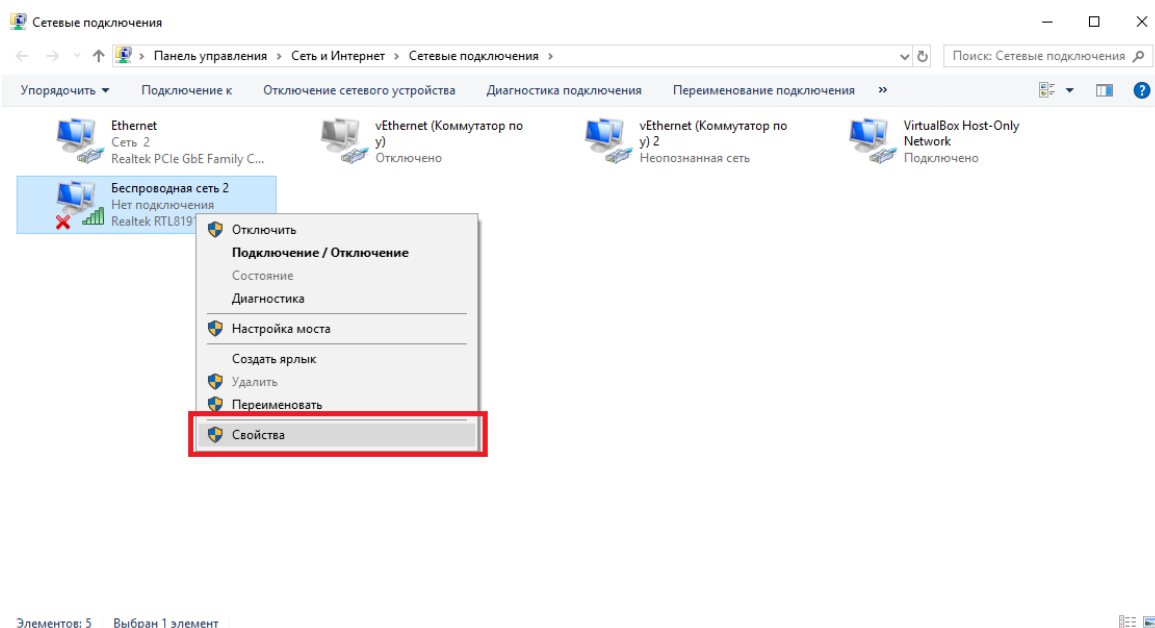 Сетевые подключения
Панель управления > Сеть и Интернет > Сетевые подключения >
Поиск: Сетевые подключения
Упорядочить Подключение к Отключение сетевого устройства Диагностика подключения Переименование подключения »
Ethernet
Сеть 2
Realtek PCIe GbE Family C...
vEthernet (Коммутатор по
у)
Отключено
vEthernet (Коммутатор по
у) 2
Неопознанная сеть
VirtualBox Host-Only
Network
Подключено
Беспроводная сеть 2
Нет подключения
Realtek RTL819
Отключить
Подключение / Отключение
Состояние
Диагностика
Настройка моста
Создать ярлык
Удалить
Переименовать
Свойства
Элементов: 5 Выбран 1 элемент